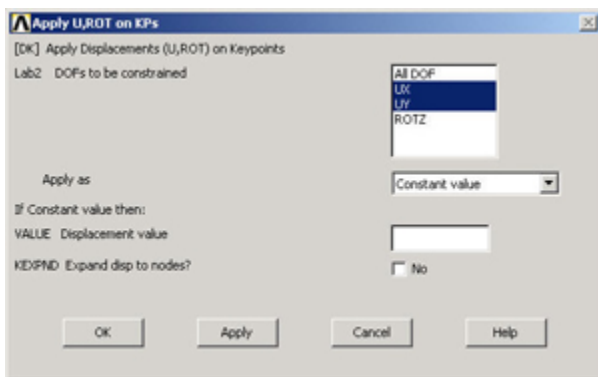 Apply U,ROT on KPs
[DK] Apply Displacements (U,ROT) on Keypoints
Lab2 DOFs to be constrained
All DOF
UX
UY
ROTZ
Apply as
Constant value
If Constant value then:
VALUE Displacement value
KEXPND Expand disp to nodes?
No
OK
Apply
Cancel
Help